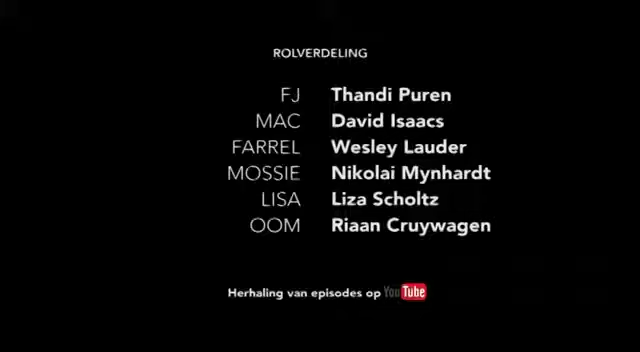 ROLVERDELING
FJ Thandi Puren
MAC David Isaacs
FARREL Wesley Lauder
MOSSIE Nikolai Mynhardt
LISA Liza Scholtz
OOM Riaan Cruywagen
Herhaling van episodes op YouTube